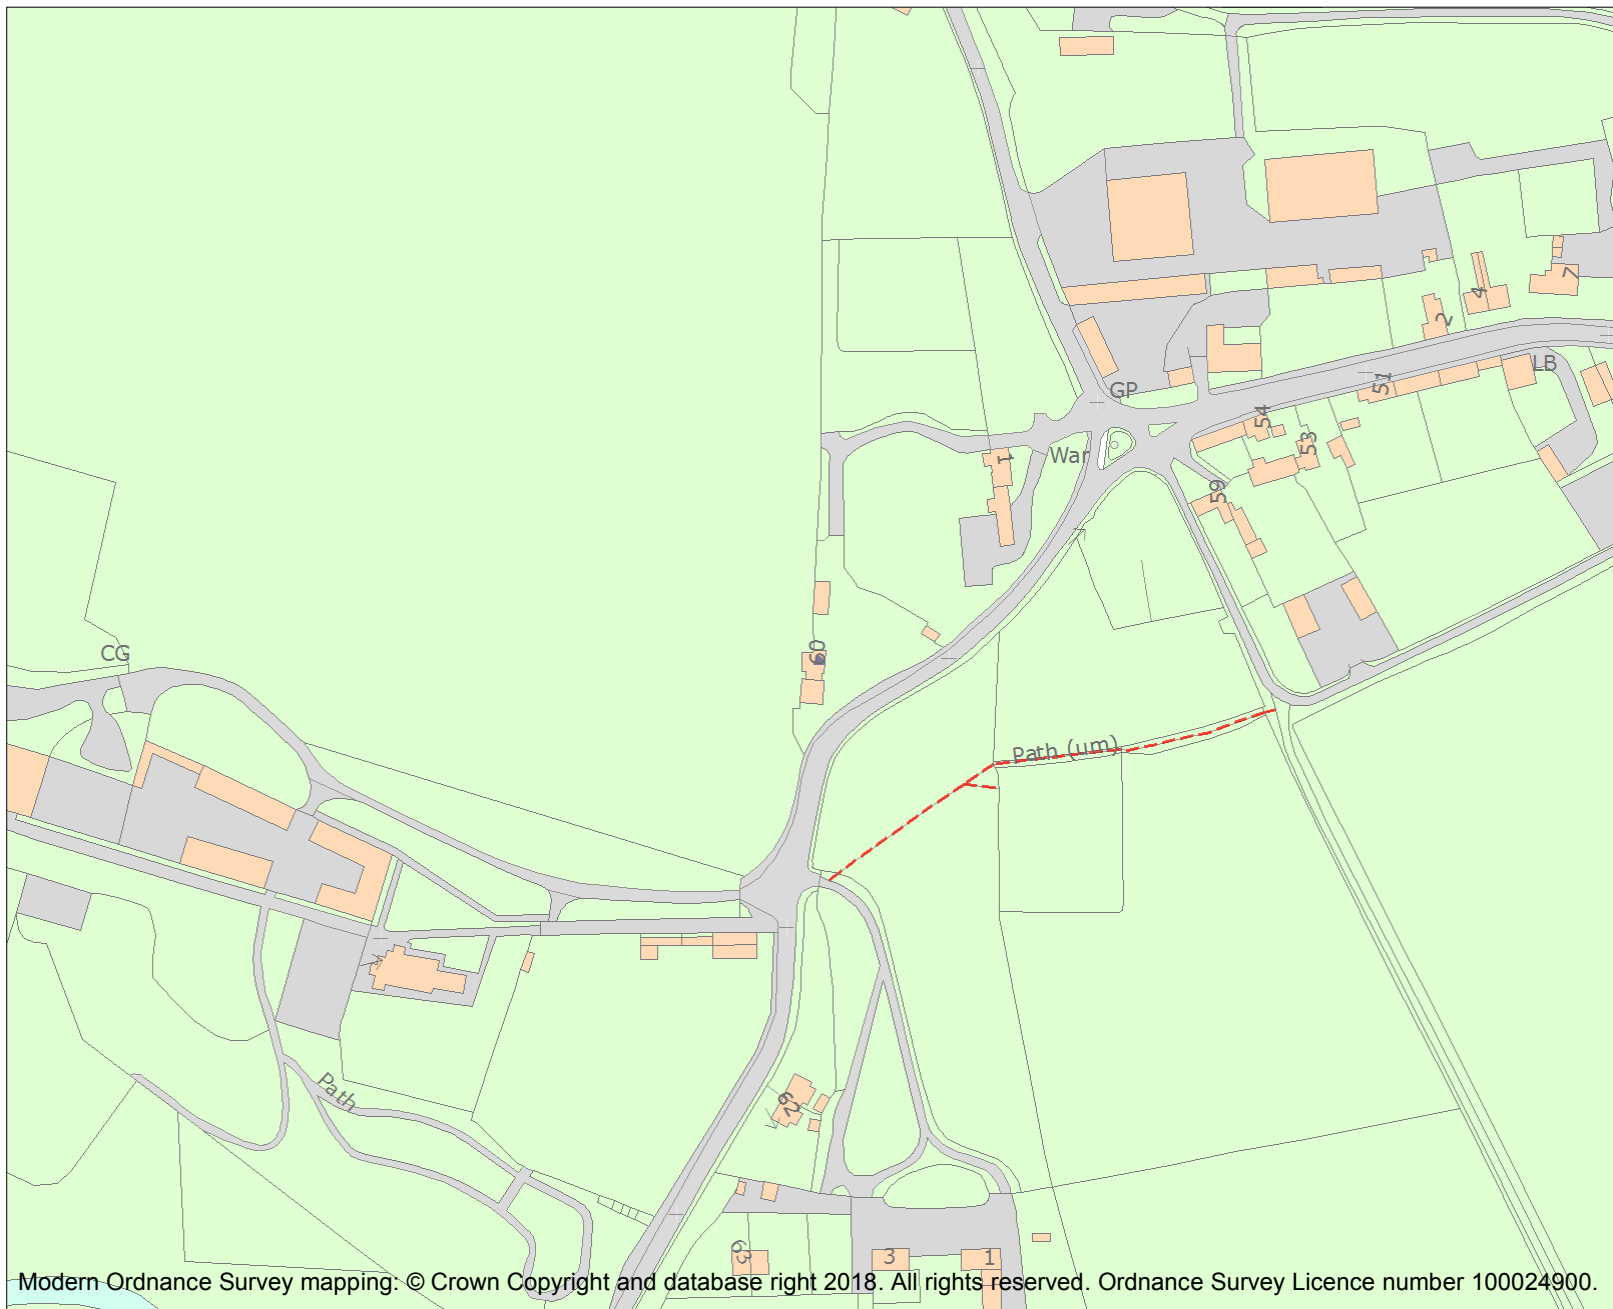 7
4
2
GP
LB
51
54
53
War
1
59
60
CG
Path (um)
Path
62
63
3
1
Modern Ordnance Survey mapping: © Crown Copyright and database right 2018. All rights reserved. Ordnance Survey Licence number 100024900.